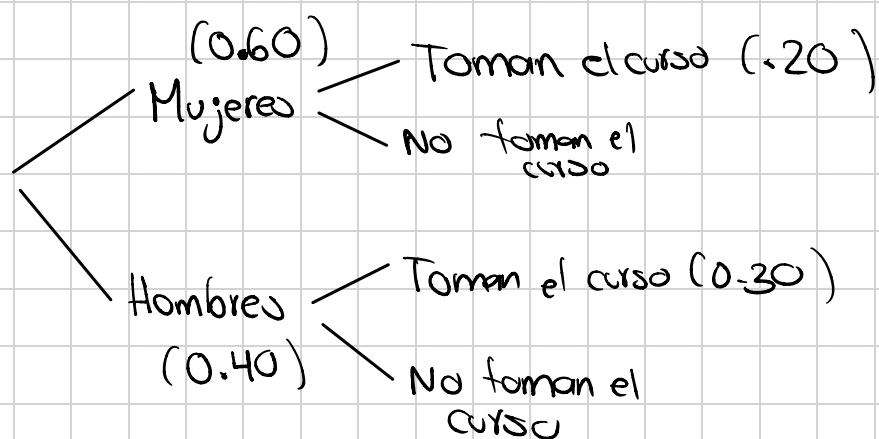 (0.60)
Mujeres
Toman el curso (.20)
No toman el
curso
Hombres
(0.40)
Toman el curso (0.30)
No toman el
curso